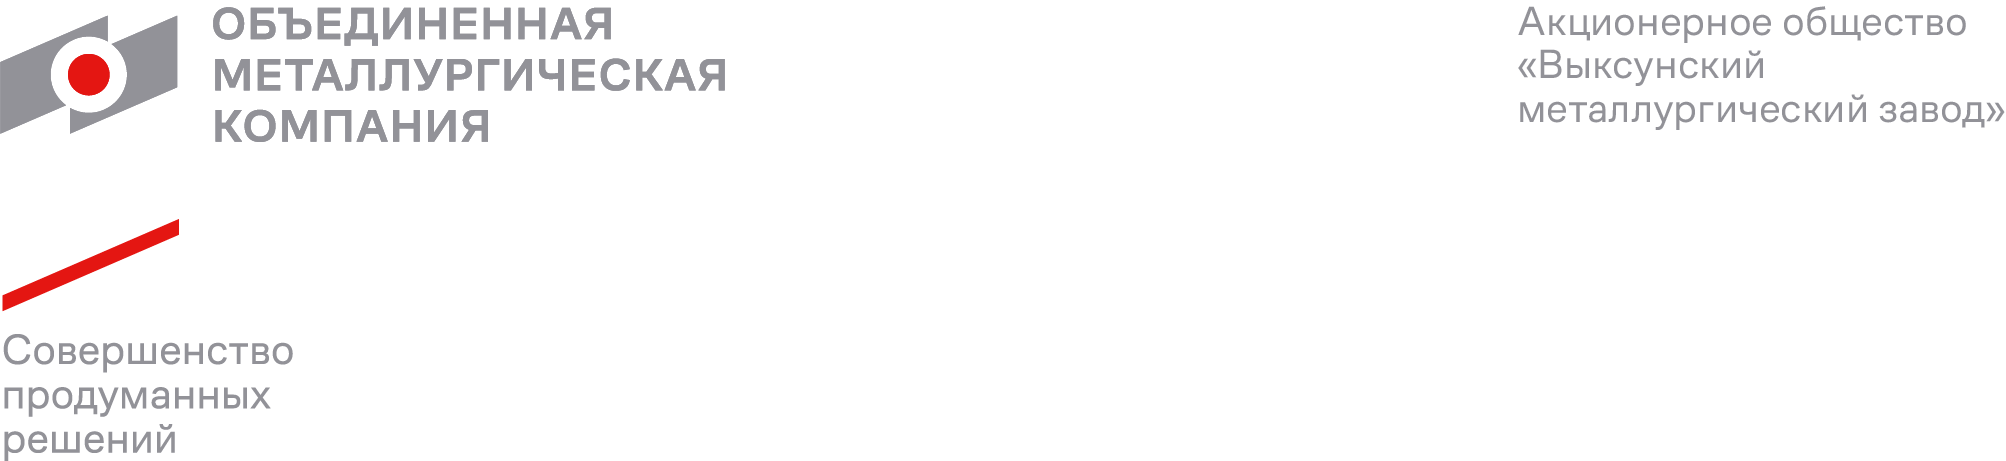 ОБЪЕДИНЕННАЯ
МЕТАЛЛУРГИЧЕСКАЯ
КОМПАНИЯ
Акционерное общество
«Выксунский
металлургический завод»
Совершенство
продуманных
решений